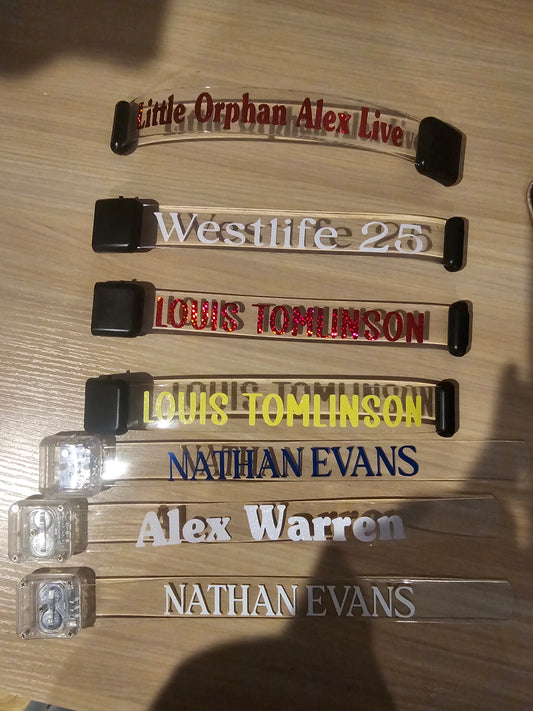 Little Orphan Alex Live
Westlife 25
LOUIS TOMLINSON
LOUIS TOMLINSON
NATHAN EVANS
Alex Warren
NATHAN EVANS